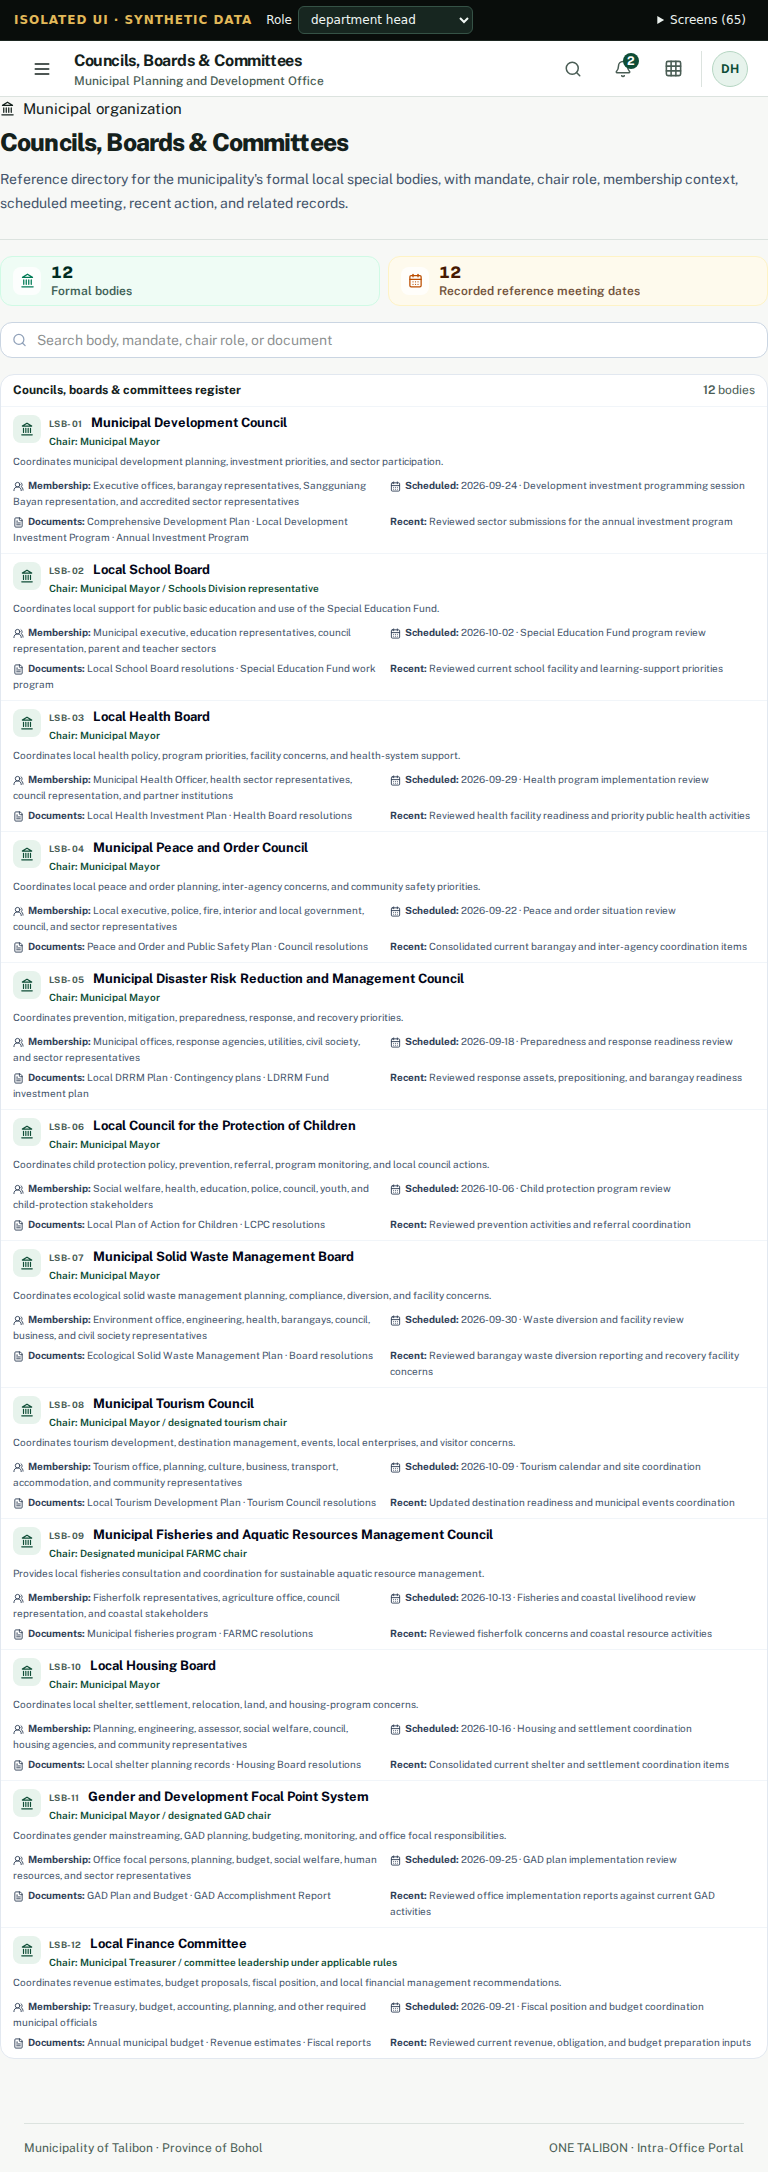 ISOLATED UI · SYNTHETIC DATA Role department head Screens (65)
Councils, Boards & Committees
Municipal Planning and Development Office
2
DH
Municipal organization
Councils, Boards & Committees
Reference directory for the municipality's formal local special bodies, with mandate, chair role, membership context,
scheduled meeting, recent action, and related records.
12
Formal bodies
12
Recorded reference meeting dates
Search body, mandate, chair role, or document
Councils, boards & committees register 12 bodies
LSB-01 Municipal Development Council
Chair: Municipal Mayor
Coordinates municipal development planning, investment priorities, and sector participation.
Membership: Executive offices, barangay representatives, Sangguniang
Bayan representation, and accredited sector representatives
Scheduled: 2026-09-24 · Development investment programming session
Documents: Comprehensive Development Plan · Local Development
Investment Program · Annual Investment Program
Recent: Reviewed sector submissions for the annual investment program
LSB-02 Local School Board
Chair: Municipal Mayor / Schools Division representative
Coordinates local support for public basic education and use of the Special Education Fund.
Membership: Municipal executive, education representatives, council
representation, parent and teacher sectors
Scheduled: 2026-10-02 · Special Education Fund program review
Documents: Local School Board resolutions · Special Education Fund work
program
Recent: Reviewed current school facility and learning-support priorities
LSB-03 Local Health Board
Chair: Municipal Mayor
Coordinates local health policy, program priorities, facility concerns, and health-system support.
Membership: Municipal Health Officer, health sector representatives,
council representation, and partner institutions
Scheduled: 2026-09-29 · Health program implementation review
Documents: Local Health Investment Plan · Health Board resolutions
Recent: Reviewed health facility readiness and priority public health activities
LSB-04 Municipal Peace and Order Council
Chair: Municipal Mayor
Coordinates local peace and order planning, inter-agency concerns, and community safety priorities.
Membership: Local executive, police, fire, interior and local government,
council, and sector representatives
Scheduled: 2026-09-22 · Peace and order situation review
Documents: Peace and Order and Public Safety Plan · Council resolutions
Recent: Consolidated current barangay and inter-agency coordination items
LSB-05 Municipal Disaster Risk Reduction and Management Council
Chair: Municipal Mayor
Coordinates prevention, mitigation, preparedness, response, and recovery priorities.
Membership: Municipal offices, response agencies, utilities, civil society,
and sector representatives
Scheduled: 2026-09-18 · Preparedness and response readiness review
Documents: Local DRRM Plan · Contingency plans · LDRRM Fund
investment plan
Recent: Reviewed response assets, prepositioning, and barangay readiness
LSB-06 Local Council for the Protection of Children
Chair: Municipal Mayor
Coordinates child protection policy, prevention, referral, program monitoring, and local council actions.
Membership: Social welfare, health, education, police, council, youth, and
child-protection stakeholders
Scheduled: 2026-10-06 · Child protection program review
Documents: Local Plan of Action for Children · LCPC resolutions
Recent: Reviewed prevention activities and referral coordination
LSB-07 Municipal Solid Waste Management Board
Chair: Municipal Mayor
Coordinates ecological solid waste management planning, compliance, diversion, and facility concerns.
Membership: Environment office, engineering, health, barangays, council,
business, and civil society representatives
Scheduled: 2026-09-30 · Waste diversion and facility review
Documents: Ecological Solid Waste Management Plan · Board resolutions
Recent: Reviewed barangay waste diversion reporting and recovery facility
concerns
LSB-08 Municipal Tourism Council
Chair: Municipal Mayor / designated tourism chair
Coordinates tourism development, destination management, events, local enterprises, and visitor concerns.
Membership: Tourism office, planning, culture, business, transport,
accommodation, and community representatives
Scheduled: 2026-10-09 · Tourism calendar and site coordination
Documents: Local Tourism Development Plan · Tourism Council resolutions
Recent: Updated destination readiness and municipal events coordination
LSB-09 Municipal Fisheries and Aquatic Resources Management Council
Chair: Designated municipal FARMC chair
Provides local fisheries consultation and coordination for sustainable aquatic resource management.
Membership: Fisherfolk representatives, agriculture office, council
representation, and coastal stakeholders
Scheduled: 2026-10-13 · Fisheries and coastal livelihood review
Documents: Municipal fisheries program · FARMC resolutions
Recent: Reviewed fisherfolk concerns and coastal resource activities
LSB-10 Local Housing Board
Chair: Municipal Mayor
Coordinates local shelter, settlement, relocation, land, and housing-program concerns.
Membership: Planning, engineering, assessor, social welfare, council,
housing agencies, and community representatives
Scheduled: 2026-10-16 · Housing and settlement coordination
Documents: Local shelter planning records · Housing Board resolutions
Recent: Consolidated current shelter and settlement coordination items
LSB-11 Gender and Development Focal Point System
Chair: Municipal Mayor / designated GAD chair
Coordinates gender mainstreaming, GAD planning, budgeting, monitoring, and office focal responsibilities.
Membership: Office focal persons, planning, budget, social welfare, human
resources, and sector representatives
Scheduled: 2026-09-25 · GAD plan implementation review
Documents: GAD Plan and Budget · GAD Accomplishment Report
Recent: Reviewed office implementation reports against current GAD
activities
LSB-12 Local Finance Committee
Chair: Municipal Treasurer / committee leadership under applicable rules
Coordinates revenue estimates, budget proposals, fiscal position, and local financial management recommendations.
Membership: Treasury, budget, accounting, planning, and other required
municipal officials
Scheduled: 2026-09-21 · Fiscal position and budget coordination
Documents: Annual municipal budget · Revenue estimates · Fiscal reports
Recent: Reviewed current revenue, obligation, and budget preparation inputs
Municipality of Talibon · Province of Bohol ONE TALIBON · Intra-Office Portal